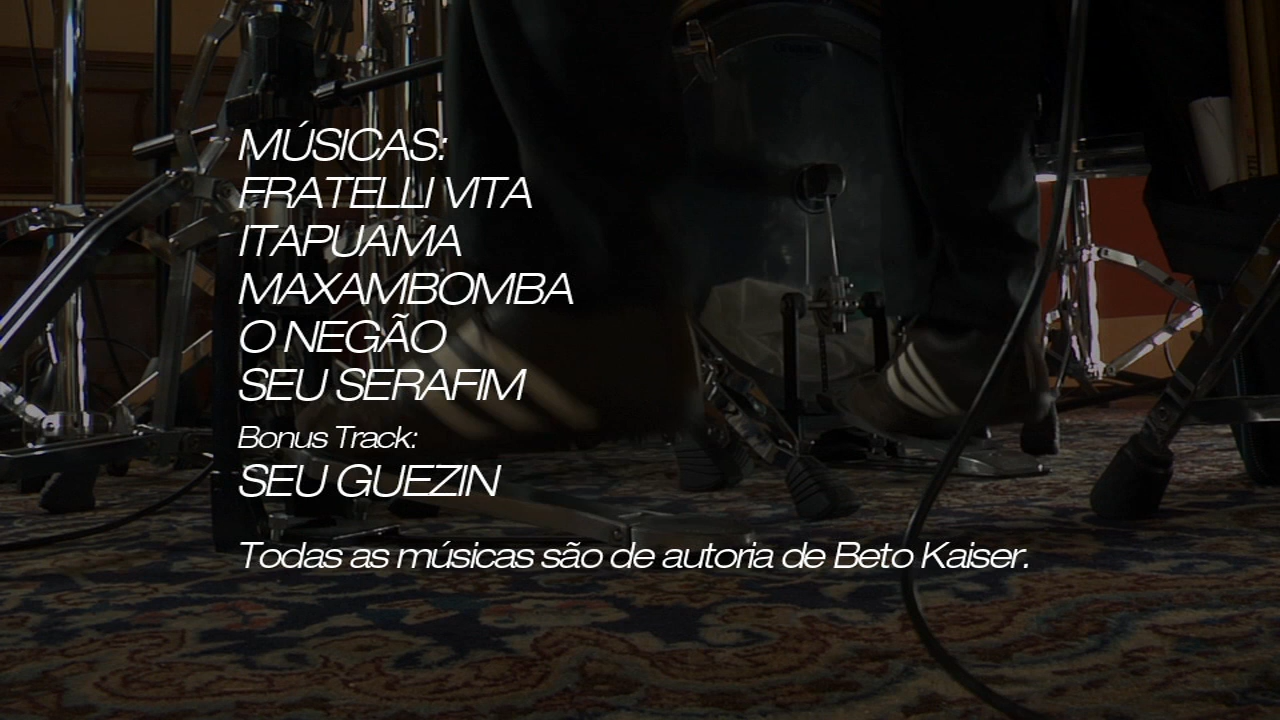 MÚSICAS:
FRATELLI VITA
ITAPUAMA
MAXAMBOMBA
O NEGÃO
SEU SERAFIM
Bonus Track:
SEU GUEZIN
Todas as músicas são de autoria de Beto Kaiser.